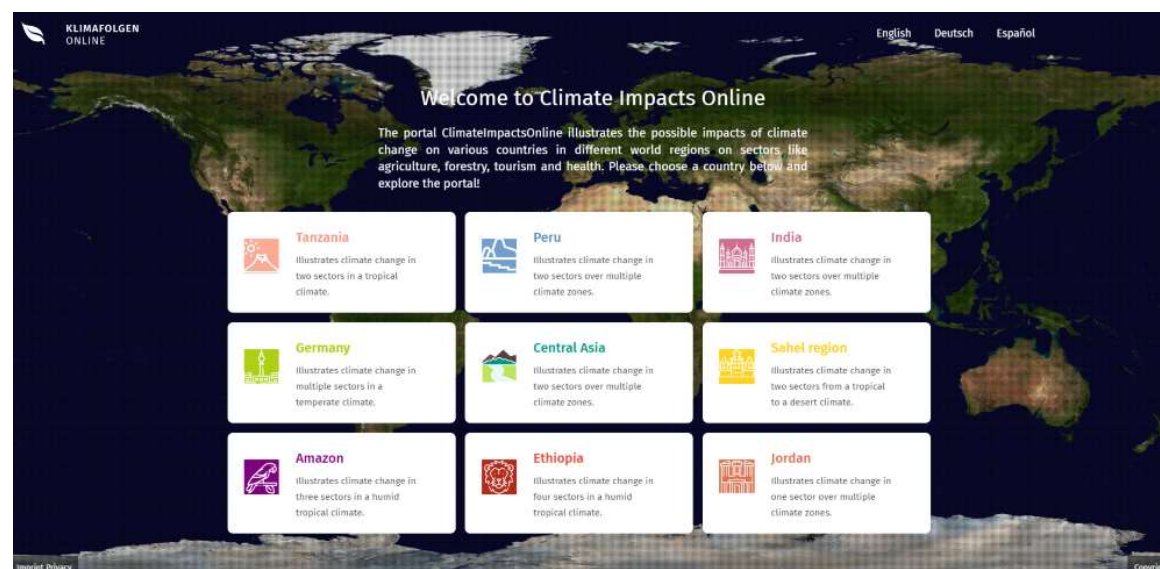 KLIMAFOLGEN
ONLINE
English Deutsch Español
Welcome to Climate Impacts Online
The portal ClimateImpactsOnline illustrates the possible impacts of climate
change on various countries in different world regions on sectors like
agriculture, forestry, tourism and health. Please choose a country below and
explore the portal!
Tanzania
Illustrates climate change in
two sectors in a tropical
climate.
Peru
Illustrates climate change in
two sectors over multiple
climate zones.
India
Illustrates climate change in
two sectors over multiple
climate zones.
Germany
Illustrates climate change in
multiple sectors in a
temperate climate.
Central Asia
Illustrates climate change in
two sectors over multiple
climate zones.
Sahel region
Illustrates climate change in
two sectors from a tropical
to a desert climate.
Amazon
Illustrates climate change in
three sectors in a humid
tropical climate.
Ethiopia
Illustrates climate change in
four sectors in a humid
tropical climate.
Jordan
Illustrates climate change in
one sector over multiple
climate zones.
Imprint Privacy